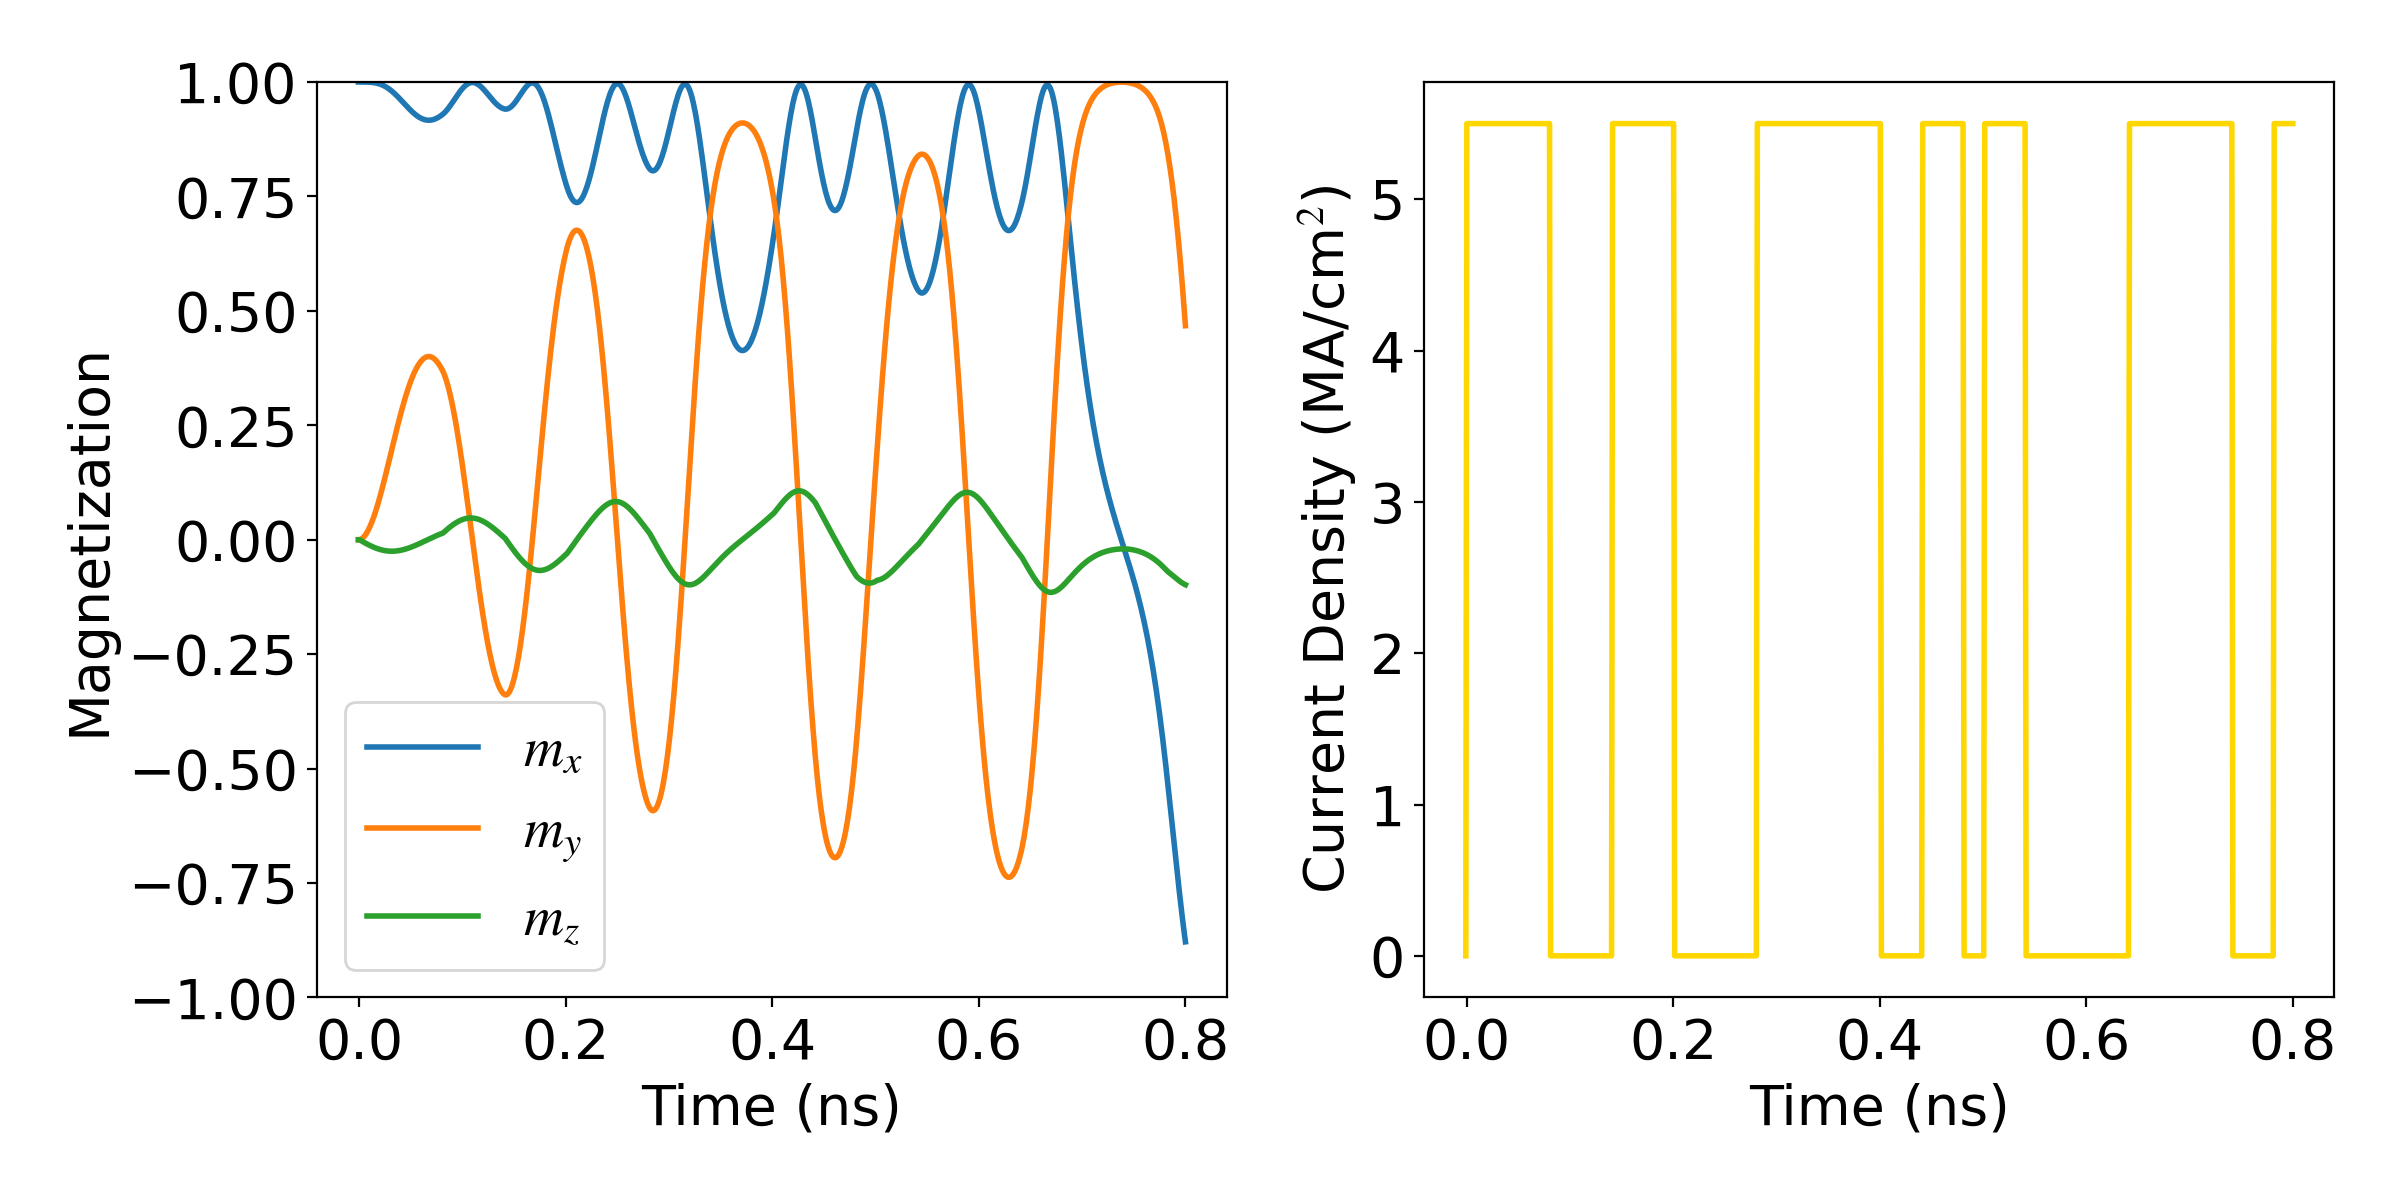 Magnetization
1.00
0.75
0.50
0.25
0.00
−0.25
−0.50
−0.75
−1.00
m_x
m_y
m_z
0.0 0.2 0.4 0.6 0.8
Time (ns)
Current Density (MA/cm²)
5
4
3
2
1
0
0.0 0.2 0.4 0.6 0.8
Time (ns)